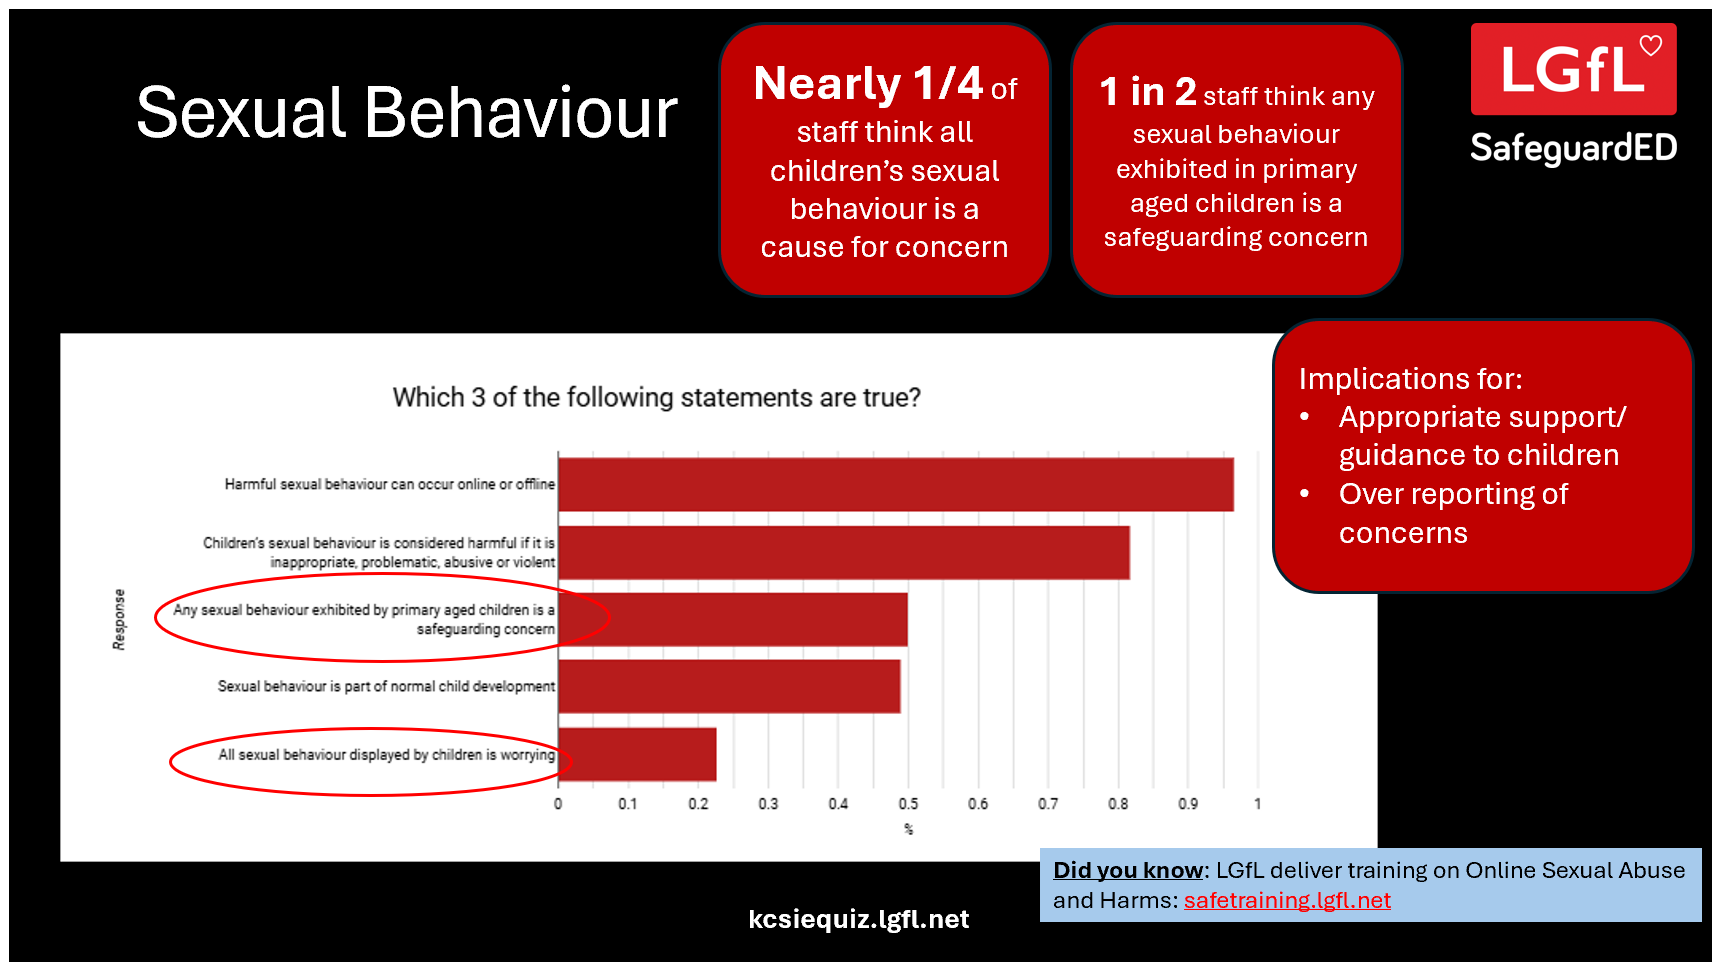 Sexual Behaviour
Nearly 1/4 of
staff think all
children’s sexual
behaviour is a
cause for concern
1 in 2 staff think any
sexual behaviour
exhibited in primary
aged children is a
safeguarding concern
LGfL
SafeguardED
Implications for:
• Appropriate support/
guidance to children
• Over reporting of
concerns
Which 3 of the following statements are true?
Response
Harmful sexual behaviour can occur online or offline
Children’s sexual behaviour is considered harmful if it is
inappropriate, problematic, abusive or violent
Any sexual behaviour exhibited by primary aged children is a
safeguarding concern
Sexual behaviour is part of normal child development
All sexual behaviour displayed by children is worrying
0 0.1 0.2 0.3 0.4 0.5 0.6 0.7 0.8 0.9 1
%
Did you know: LGfL deliver training on Online Sexual Abuse
and Harms: safetraining.lgfl.net
kcsiequiz.lgfl.net